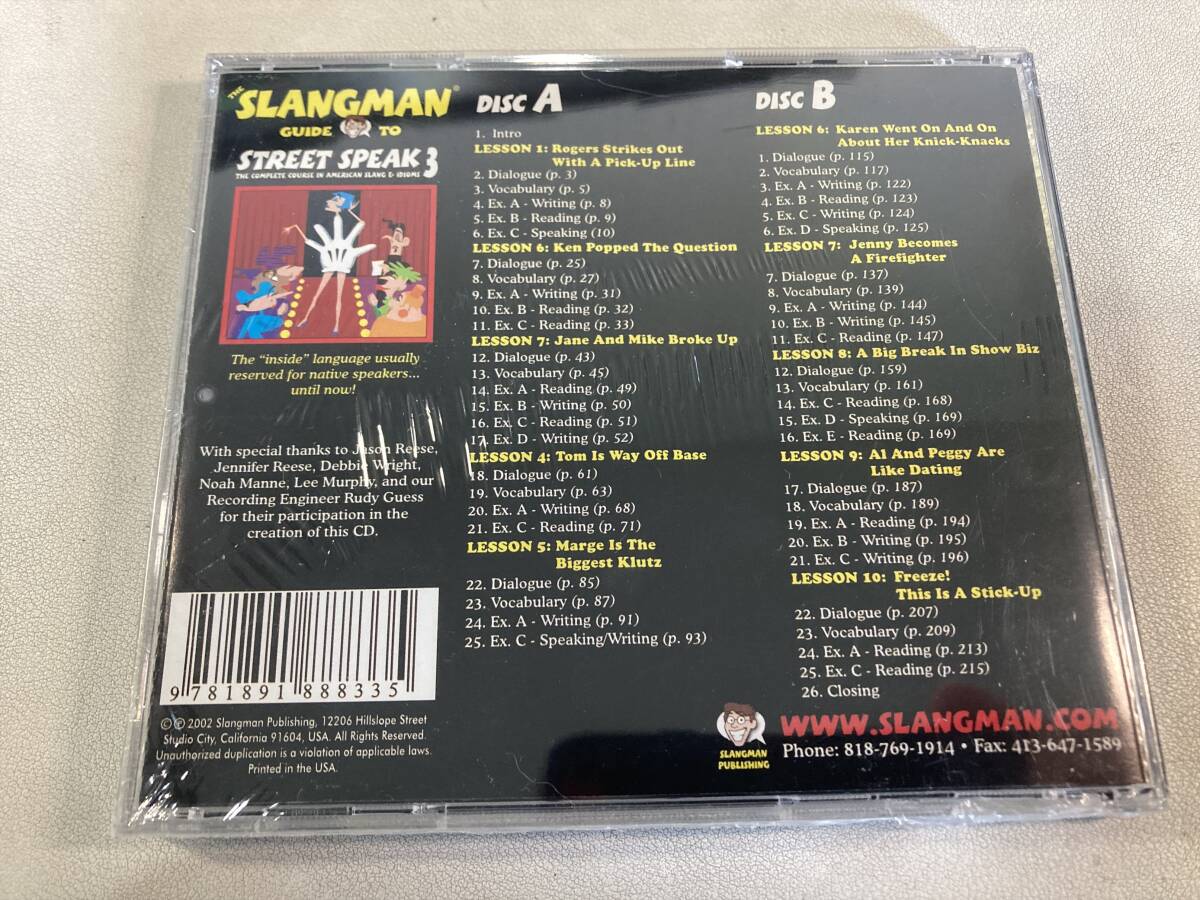 THE
SLANGMAN®
GUIDE TO
STREET SPEAK 3
THE COMPLETE COURSE IN AMERICAN SLANG & IDIOMS
The "inside" language usually
reserved for native speakers...
until now!
With special thanks to Jason Reese,
Jennifer Reese, Debbie Wright,
Noah Manne, Lee Murphy, and our
Recording Engineer Rudy Guess
for their participation in the
creation of this CD.
9 781891 888335
©℗ 2002 Slangman Publishing, 12206 Hillslope Street
Studio City, California 91604, USA. All Rights Reserved.
Unauthorized duplication is a violation of applicable laws.
Printed in the USA.
DISC A
1. Intro
LESSON 1: Rogers Strikes Out
With A Pick-Up Line
2. Dialogue (p. 3)
3. Vocabulary (p. 5)
4. Ex. A - Writing (p. 8)
5. Ex. B - Reading (p. 9)
6. Ex. C - Speaking (10)
LESSON 6: Ken Popped The Question
7. Dialogue (p. 25)
8. Vocabulary (p. 27)
9. Ex. A - Writing (p. 31)
10. Ex. B - Reading (p. 32)
11. Ex. C - Reading (p. 33)
LESSON 7: Jane And Mike Broke Up
12. Dialogue (p. 43)
13. Vocabulary (p. 45)
14. Ex. A - Reading (p. 49)
15. Ex. B - Writing (p. 50)
16. Ex. C - Reading (p. 51)
17. Ex. D - Writing (p. 52)
LESSON 4: Tom Is Way Off Base
18. Dialogue (p. 61)
19. Vocabulary (p. 63)
20. Ex. A - Writing (p. 68)
21. Ex. C - Reading (p. 71)
LESSON 5: Marge Is The
Biggest Klutz
22. Dialogue (p. 85)
23. Vocabulary (p. 87)
24. Ex. A - Writing (p. 91)
25. Ex. C - Speaking/Writing (p. 93)
DISC B
LESSON 6: Karen Went On And On
About Her Knick-Knacks
1. Dialogue (p. 115)
2. Vocabulary (p. 117)
3. Ex. A - Writing (p. 122)
4. Ex. B - Reading (p. 123)
5. Ex. C - Writing (p. 124)
6. Ex. D - Speaking (p. 125)
LESSON 7: Jenny Becomes
A Firefighter
7. Dialogue (p. 137)
8. Vocabulary (p. 139)
9. Ex. A - Writing (p. 144)
10. Ex. B - Writing (p. 145)
11. Ex. C - Reading (p. 147)
LESSON 8: A Big Break In Show Biz
12. Dialogue (p. 159)
13. Vocabulary (p. 161)
14. Ex. C - Reading (p. 168)
15. Ex. D - Speaking (p. 169)
16. Ex. E - Reading (p. 169)
LESSON 9: Al And Peggy Are
Like Dating
17. Dialogue (p. 187)
18. Vocabulary (p. 189)
19. Ex. A - Reading (p. 194)
20. Ex. B - Writing (p. 195)
21. Ex. C - Writing (p. 196)
LESSON 10: Freeze!
This Is A Stick-Up
22. Dialogue (p. 207)
23. Vocabulary (p. 209)
24. Ex. A - Reading (p. 213)
25. Ex. C - Reading (p. 215)
26. Closing
SLANGMAN
PUBLISHING
WWW.SLANGMAN.COM
Phone: 818-769-1914 • Fax: 413-647-1589